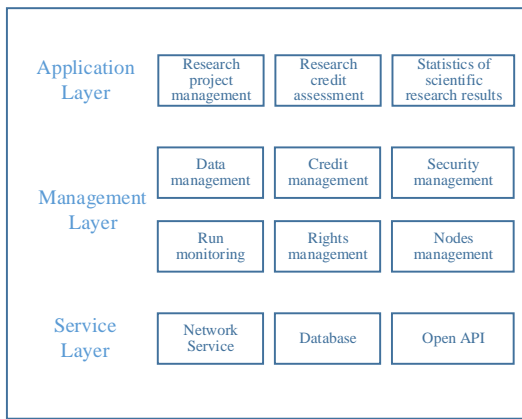 Application
Layer
Research
project
management
Research
credit
assessment
Statistics of
scientific
research results
Management
Layer
Data
management
Credit
management
Security
management
Run
monitoring
Rights
management
Nodes
management
Service
Layer
Network
Service
Database
Open API